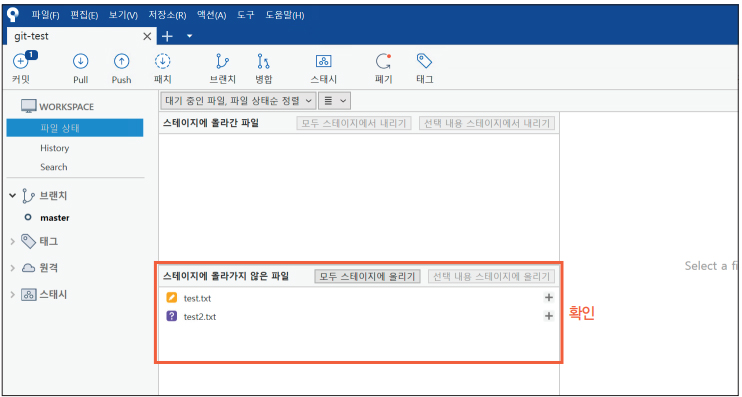 파일(F) 편집(E) 보기(V) 저장소(R) 액션(A) 도구 도움말(H)
git-test
1
커밋 Pull Push 패치 브랜치 병합 스태시 폐기 태그
WORKSPACE
파일 상태
History
Search
브랜치
master
태그
원격
스태시
대기 중인 파일, 파일 상태순 정렬
스테이지에 올라간 파일 모두 스테이지에서 내리기 선택 내용 스테이지에서 내리기
스테이지에 올라가지 않은 파일 모두 스테이지에 올리기 선택 내용 스테이지에 올리기
test.txt
test2.txt
확인
Select a fi